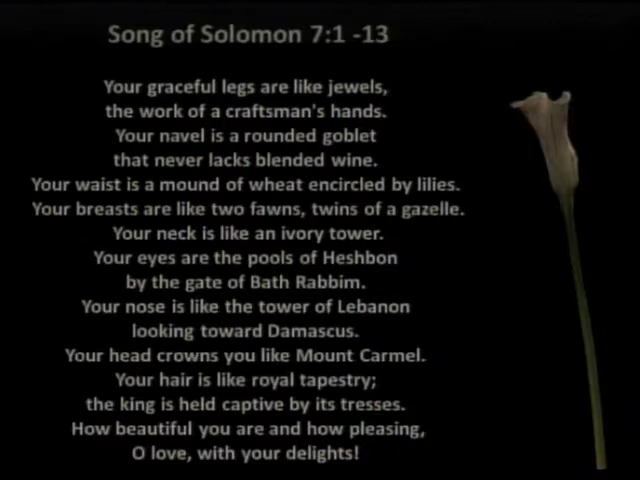 Song of Solomon 7:1 -13
Your graceful legs are like jewels,
the work of a craftsman's hands.
Your navel is a rounded goblet
that never lacks blended wine.
Your waist is a mound of wheat encircled by lilies.
Your breasts are like two fawns, twins of a gazelle.
Your neck is like an ivory tower.
Your eyes are the pools of Heshbon
by the gate of Bath Rabbim.
Your nose is like the tower of Lebanon
looking toward Damascus.
Your head crowns you like Mount Carmel.
Your hair is like royal tapestry;
the king is held captive by its tresses.
How beautiful you are and how pleasing,
O love, with your delights!